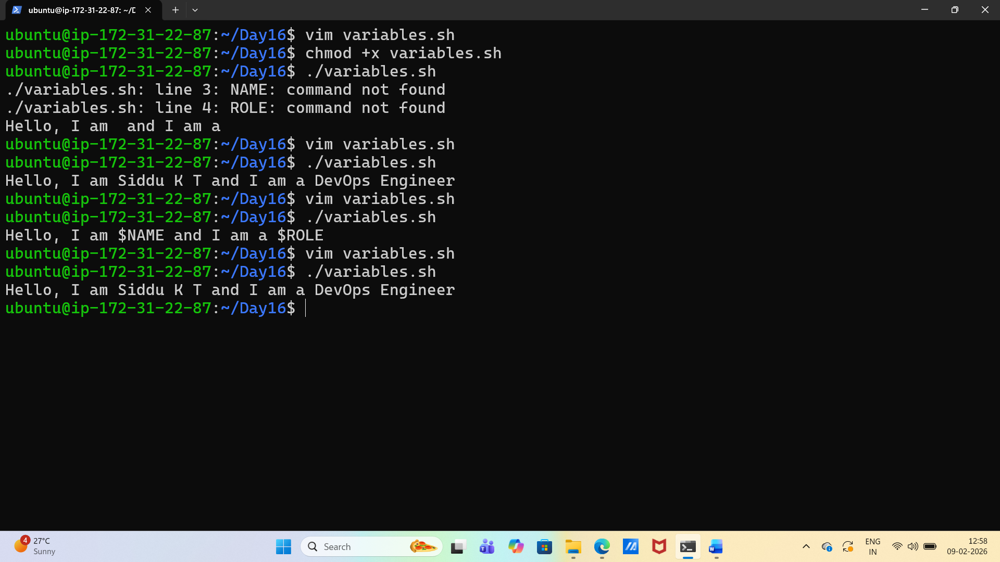 ubuntu@ip-172-31-22-87: ~/D
ubuntu@ip-172-31-22-87:~/Day16$ vim variables.sh
ubuntu@ip-172-31-22-87:~/Day16$ chmod +x variables.sh
ubuntu@ip-172-31-22-87:~/Day16$ ./variables.sh
./variables.sh: line 3: NAME: command not found
./variables.sh: line 4: ROLE: command not found
Hello, I am  and I am a
ubuntu@ip-172-31-22-87:~/Day16$ vim variables.sh
ubuntu@ip-172-31-22-87:~/Day16$ ./variables.sh
Hello, I am Siddu K T and I am a DevOps Engineer
ubuntu@ip-172-31-22-87:~/Day16$ vim variables.sh
ubuntu@ip-172-31-22-87:~/Day16$ ./variables.sh
Hello, I am $NAME and I am a $ROLE
ubuntu@ip-172-31-22-87:~/Day16$ vim variables.sh
ubuntu@ip-172-31-22-87:~/Day16$ ./variables.sh
Hello, I am Siddu K T and I am a DevOps Engineer
ubuntu@ip-172-31-22-87:~/Day16$
4
27°C
Sunny
Search
ENG
IN
12:58
09-02-2026